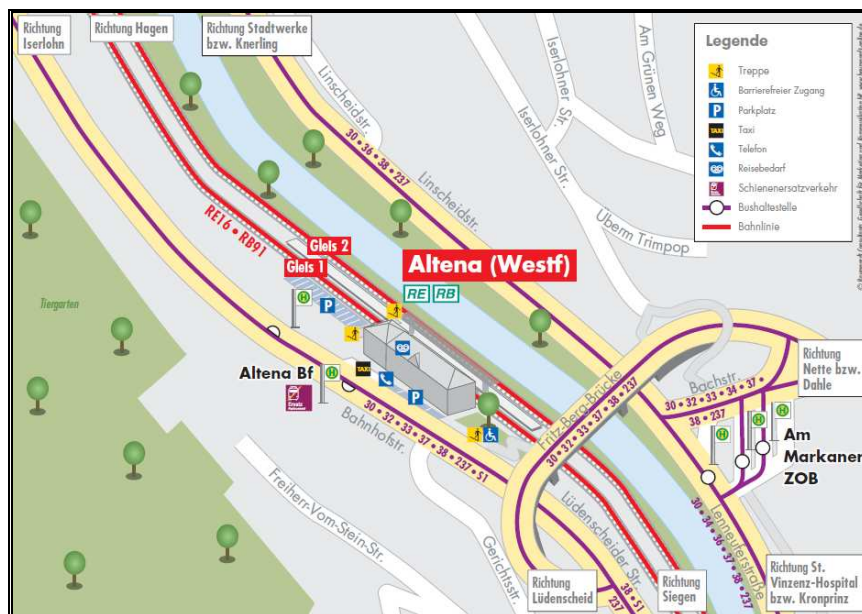 Richtung
Iserlohn
Richtung Hagen
Richtung Stadtwerke
bzw. Knerling
Linscheidstr.
30 • 36 • 38 • 237
Linscheidstr.
Iserlohner Str.
Iserlohner Str.
Am Grünen Weg
Überm Trimpop
Legende
Treppe
Barrierefreier Zugang
P
Parkplatz
TAXI
Taxi
Telefon
Reisebedarf
Schienenersatzverkehr
Bushaltestelle
Bahnlinie
RE16 • RB91
Gleis 2
Gleis 1
Altena (Westf)
RE RB
Tiergarten
H
P
Altena Bf
H
TAXI
P
Ersatz
Bahnhofstr.
30 • 32 • 33 • 37 • 38 • 237 • S1
Freiherr-Vom-Stein-Str.
Gerichtsstr.
Fritz-Berg-Brücke
30 • 32 • 33 • 37 • 38 • 237
Lüdenscheider Str.
38 • S1
237
Bachstr.
30 • 32 • 33 • 34 • 37 •
38 • 237
Richtung
Nette bzw.
Dahle
H
H
H
Am
Markaner
ZOB
Lenneuferstraße
30 • 34 • 36 • 37 • 38 • 237
Richtung
Lüdenscheid
Richtung
Siegen
Richtung St.
Vinzenz-Hospital
bzw. Kronprinz